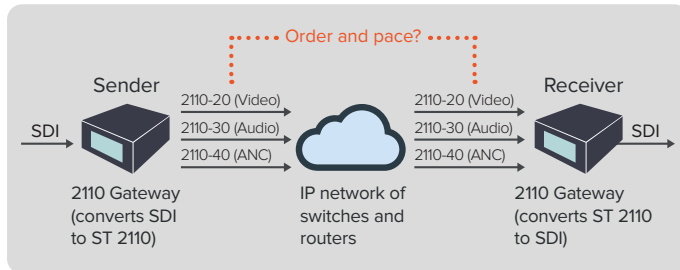 Order and pace?
Sender
Receiver
SDI
2110-20 (Video)
2110-30 (Audio)
2110-40 (ANC)
2110-20 (Video)
2110-30 (Audio)
2110-40 (ANC)
SDI
2110 Gateway
(converts SDI
to ST 2110)
IP network of
switches and
routers
2110 Gateway
(converts ST 2110
to SDI)